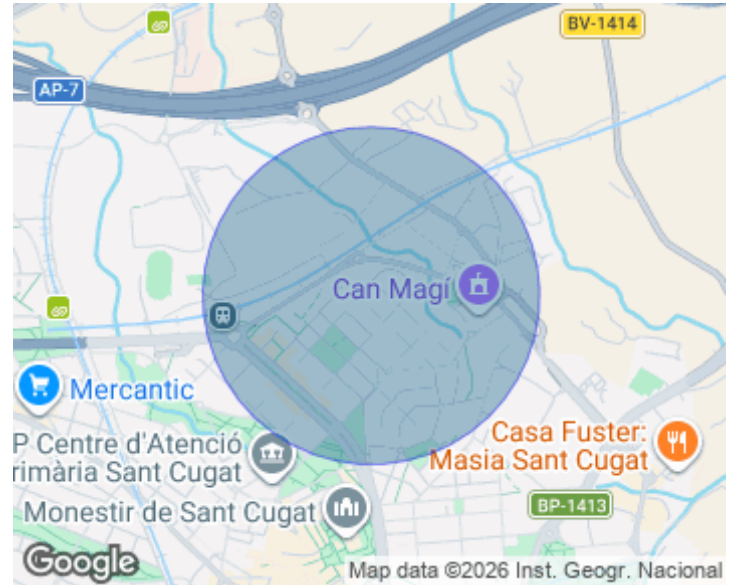 BV-1414
AP-7
Can Magí
Mercantic
P Centre d'Atenció
rimària Sant Cugat
Casa Fuster:
Masia Sant Cugat
Monestir de Sant Cugat
BP-1413
Google
Map data ©2026 Inst. Geogr. Nacional